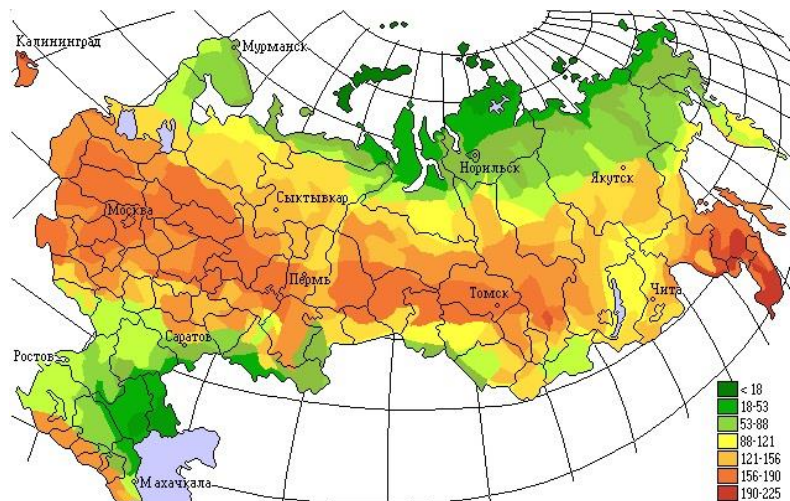 Калининград
Мурманск
Норильск
Якутск
Сыктывкар
Москва
Пермь
Томск
Чита
Саратов
Ростов
Махачкала
< 18
18-53
53-88
88-121
121-156
156-190
190-225